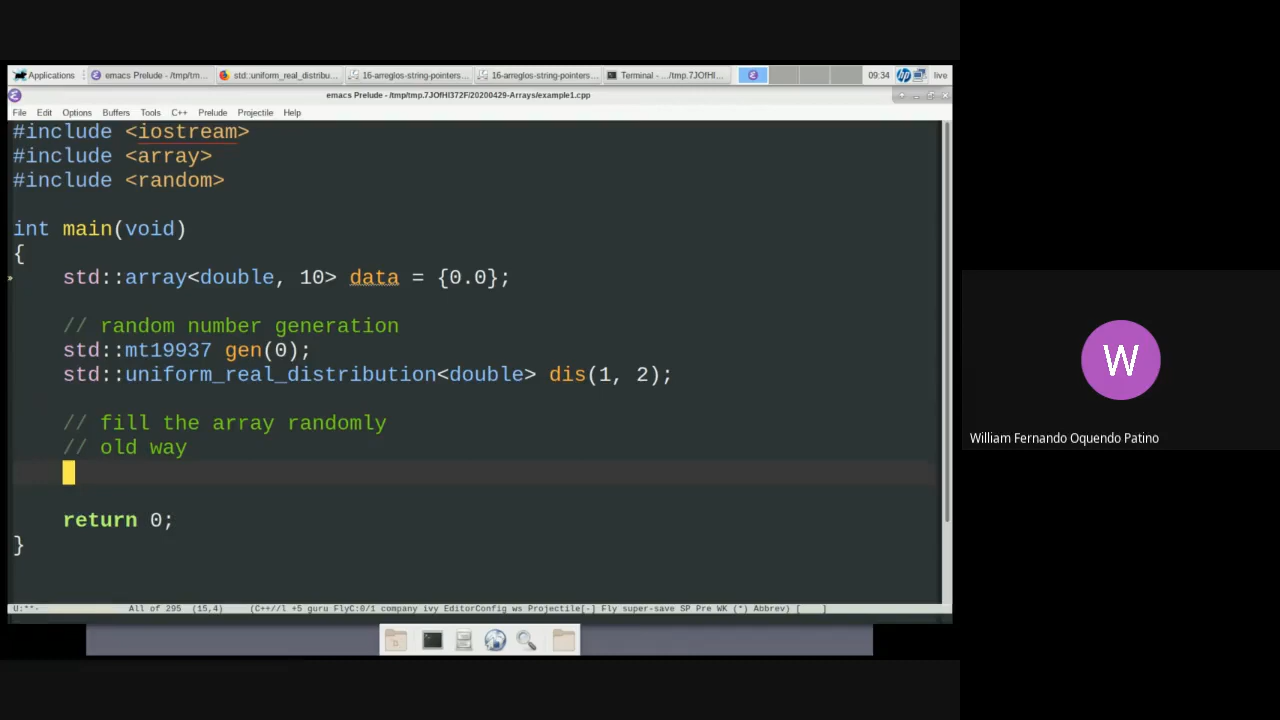 Applications
emacs Prelude - /tmp/tm...
std::uniform_real_distribu...
16-arreglos-string-pointers...
16-arreglos-string-pointers...
Terminal - .../tmp.7JOfHI...
09:34
hp
live
emacs Prelude - /tmp/tmp.7JOfHI372F/20200429-Arrays/example1.cpp
File Edit Options Buffers Tools C++ Prelude Projectile Help
#include <iostream>
#include <array>
#include <random>
int main(void)
{
std::array<double, 10> data = {0.0};
// random number generation
std::mt19937 gen(0);
std::uniform_real_distribution<double> dis(1, 2);
// fill the array randomly
// old way
return 0;
}
U:**- All of 295 (15,4) (C++//l +5 guru FlyC:0/1 company ivy EditorConfig ws Projectile[-] Fly super-save SP Pre WK (*) Abbrev) [ ]
W
William Fernando Oquendo Patino